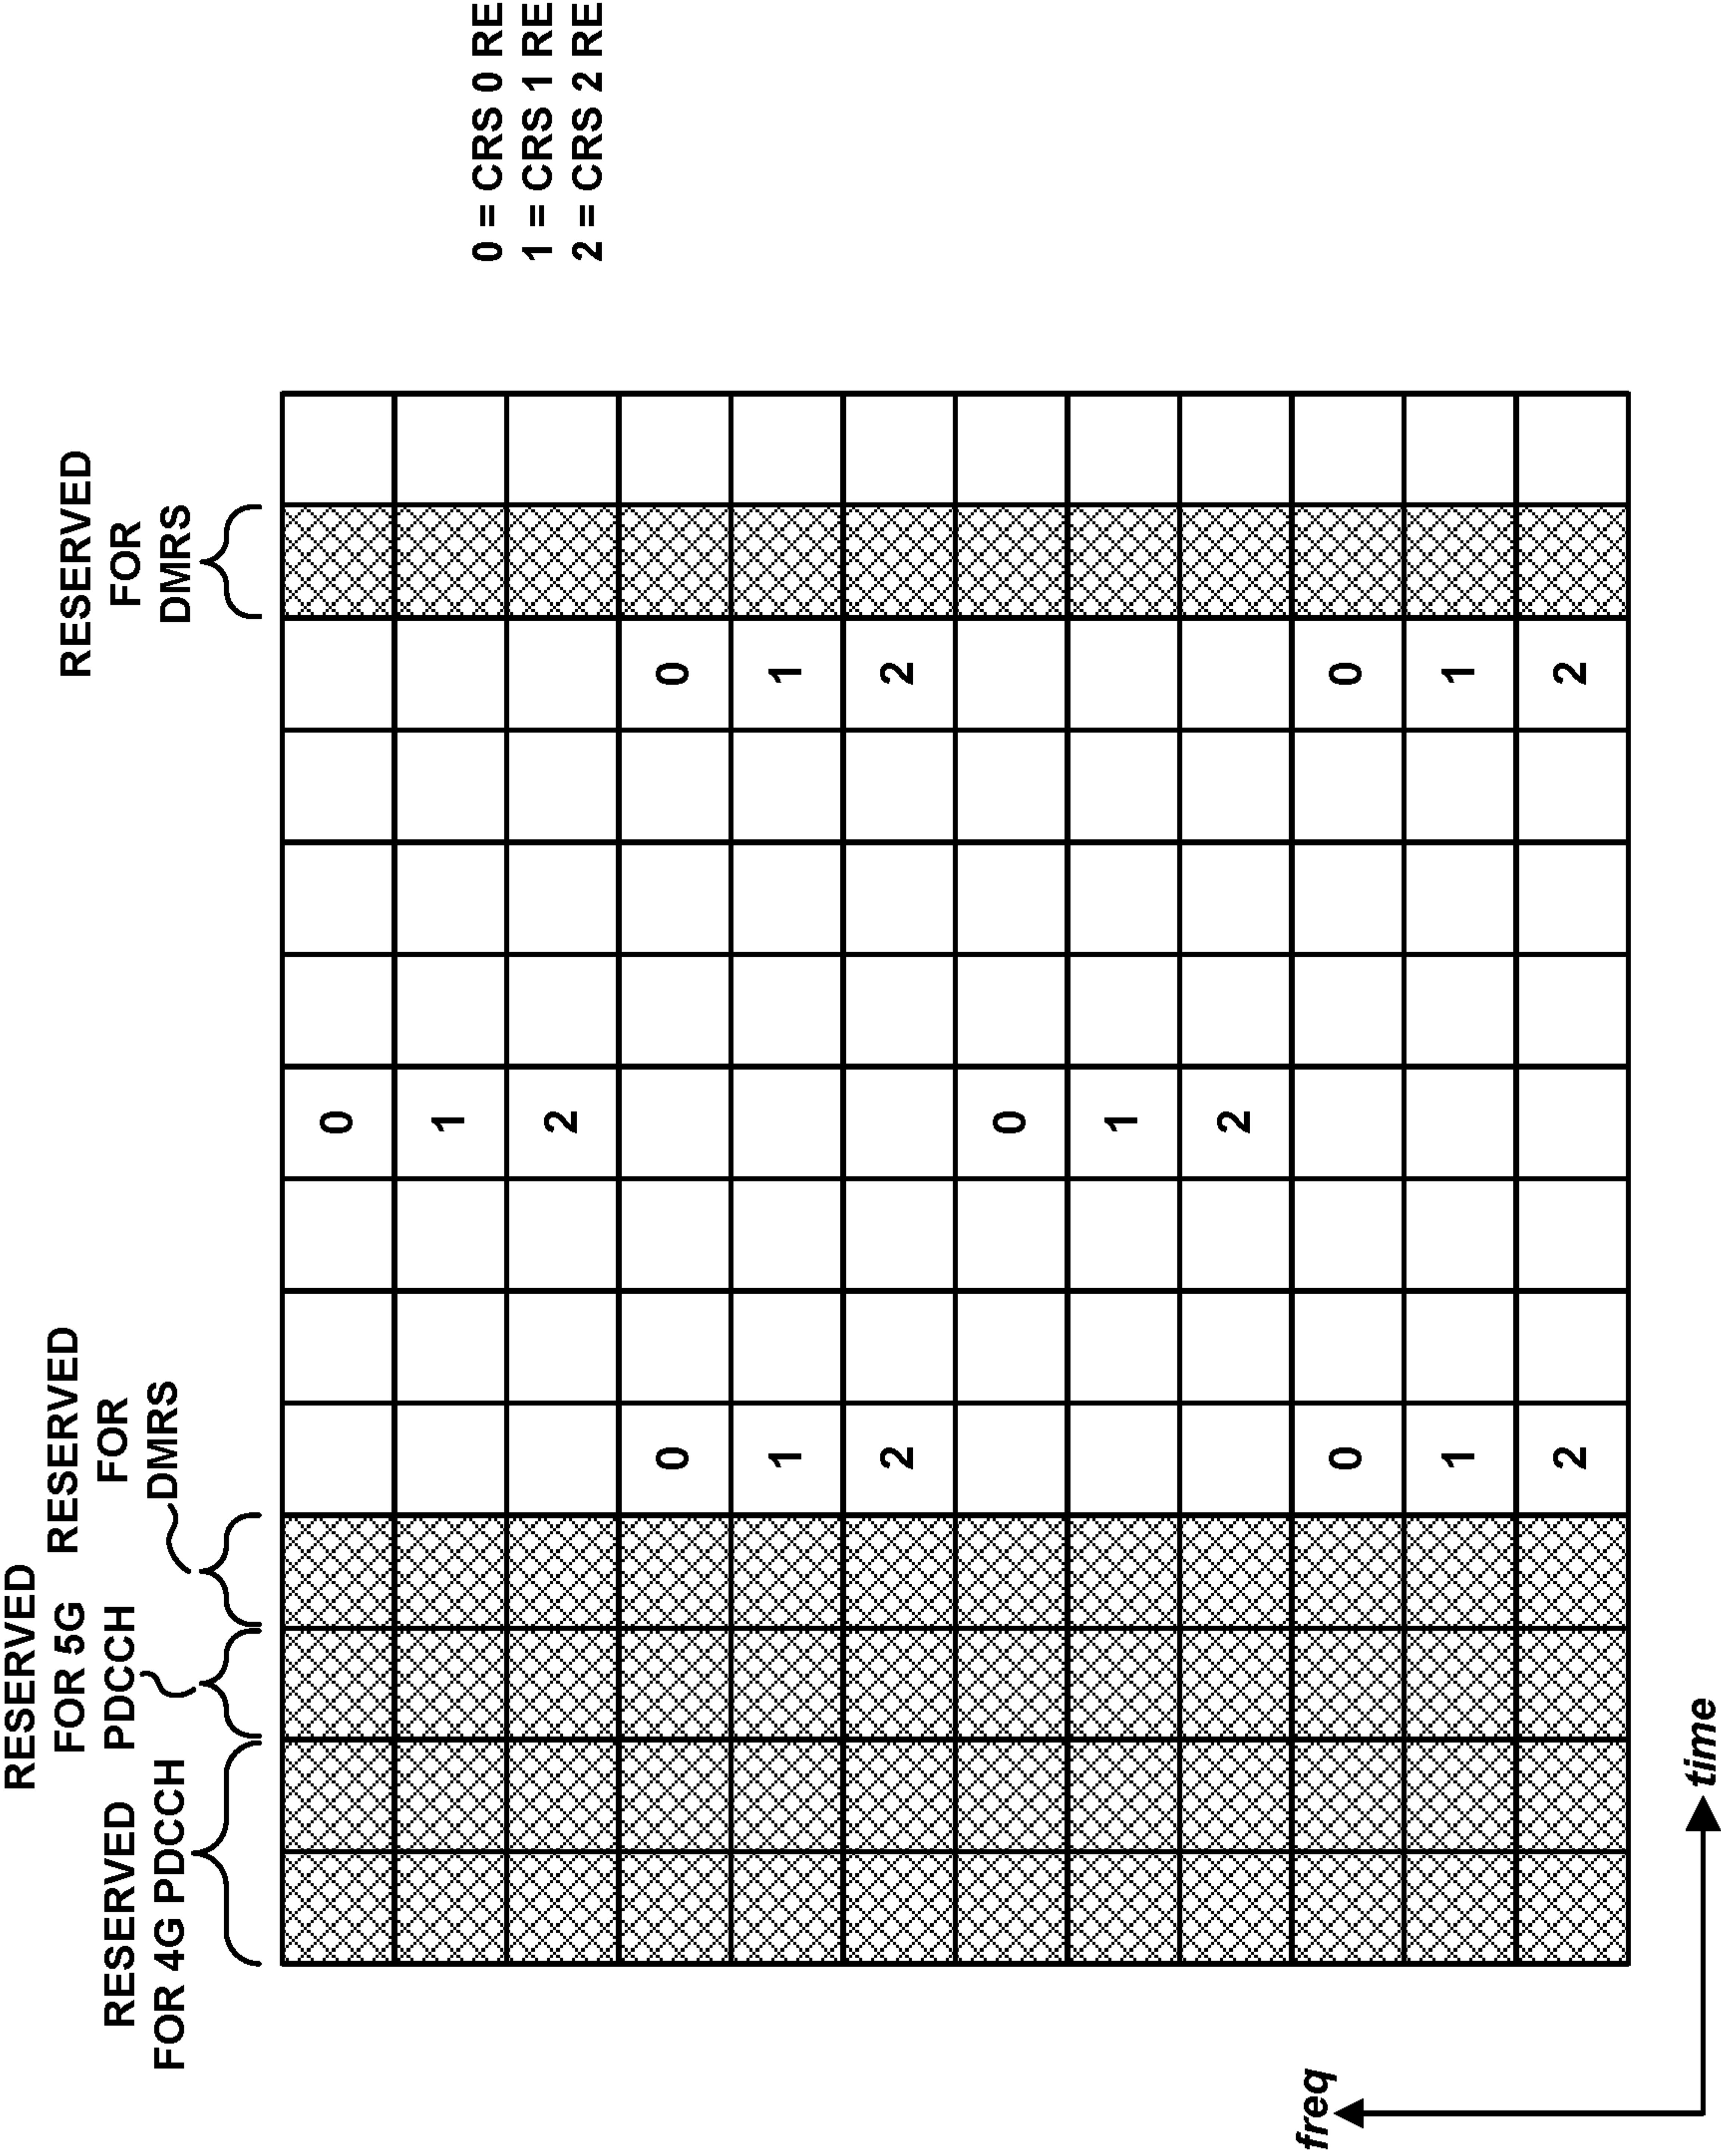 RESERVED
FOR 4G PDCCH
RESERVED
FOR 5G
PDCCH
RESERVED
FOR
DMRS
RESERVED
FOR
DMRS
0 = CRS 0 RE
1 = CRS 1 RE
2 = CRS 2 RE
0
1
2
0 0
1 1
2 2
0
1
2
0 0
1 1
2 2
freq
time